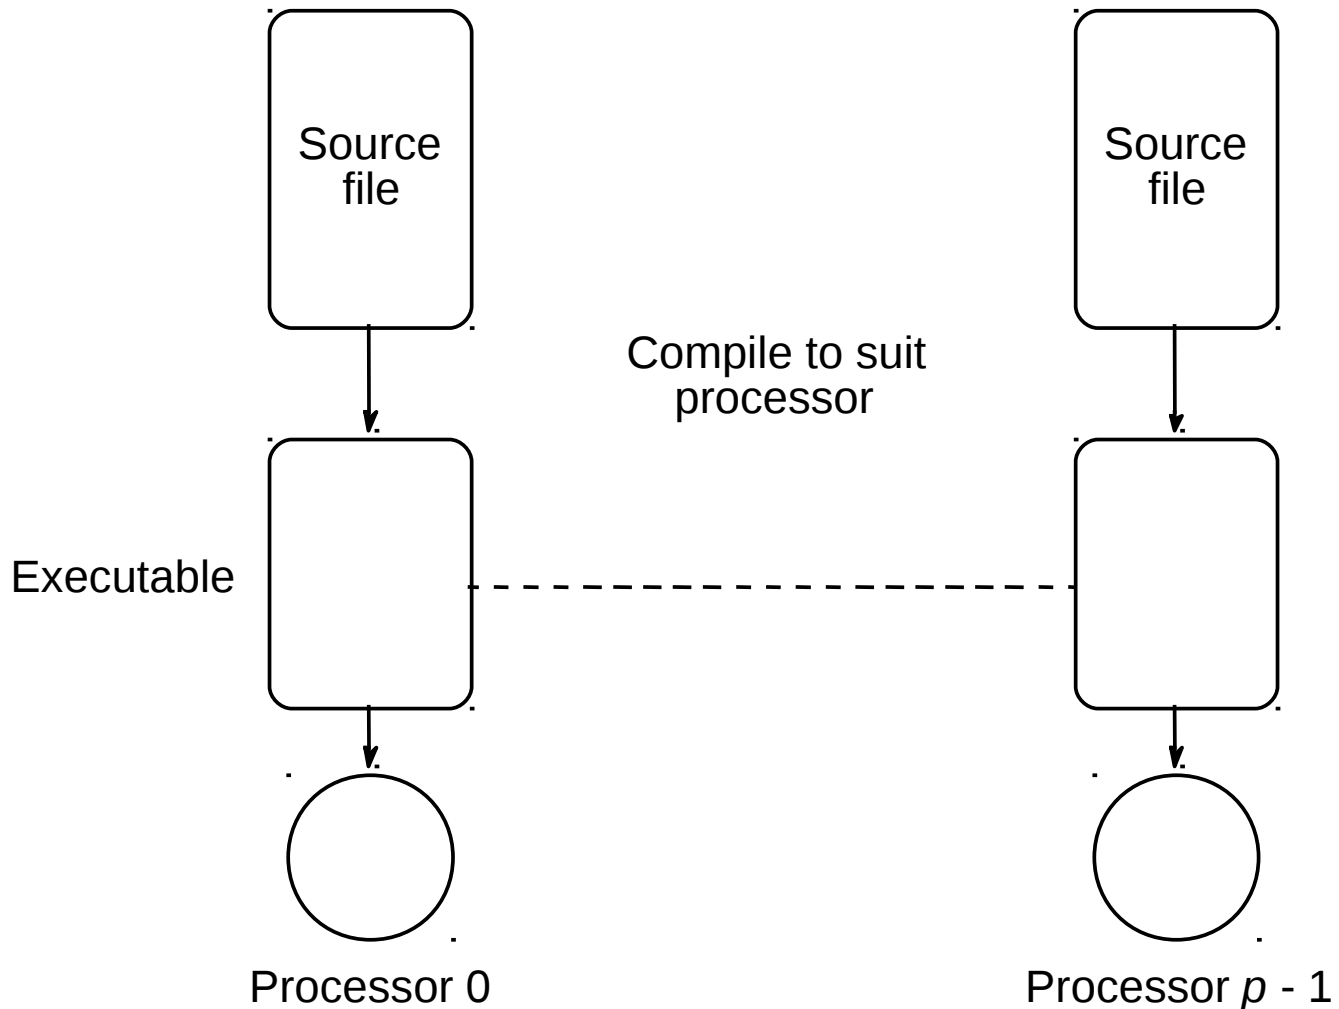 Source
file
Source
file
Compile to suit
processor
Executable
Processor 0
Processor p - 1